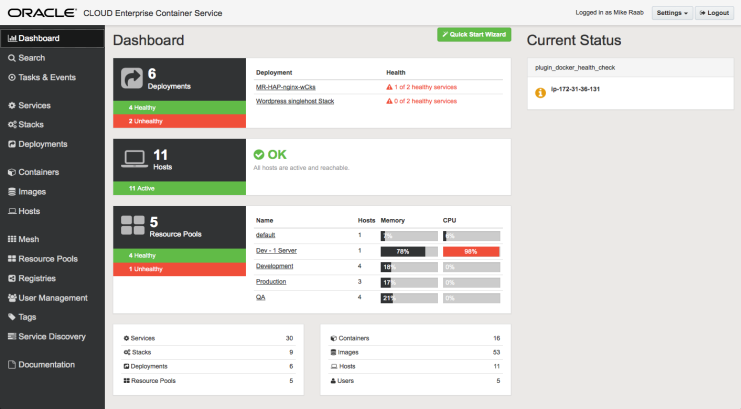 ORACLE® CLOUD Enterprise Container Service
Logged in as Mike Raab
Settings
Logout
Dashboard
Search
Tasks & Events
Services
Stacks
Deployments
Containers
Images
Hosts
Mesh
Resource Pools
Registries
User Management
Tags
Service Discovery
Documentation
Dashboard
Quick Start Wizard
6
Deployments
4 Healthy
2 Unhealthy
Deployment Health
MR-HAP-nginx-wCks 1 of 2 healthy services
Wordpress singlehost Stack 0 of 2 healthy services
11
Hosts
11 Active
OK
All hosts are active and reachable.
5
Resource Pools
4 Healthy
1 Unhealthy
Name Hosts Memory CPU
default 1 7% 6%
Dev - 1 Server 1 78% 98%
Development 4 18% 0%
Production 3 17% 0%
QA 4 21% 0%
Services 30
Stacks 9
Deployments 6
Resource Pools 5
Containers 16
Images 53
Hosts 11
Users 5
Current Status
plugin_docker_health_check
ip-172-31-36-131